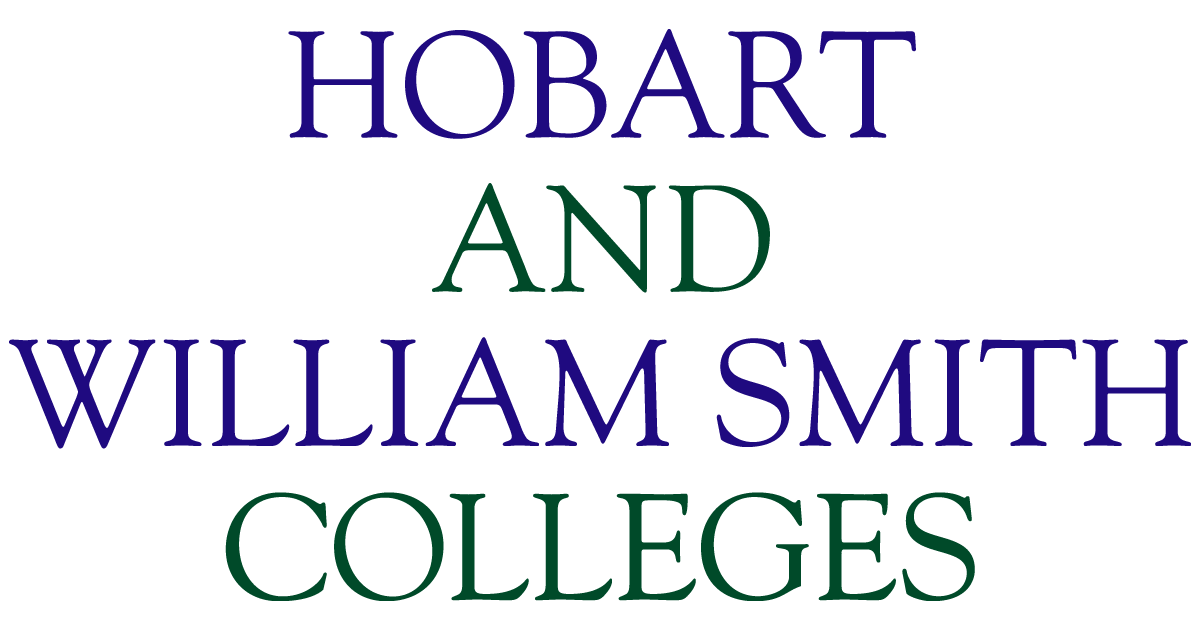 HOBART
AND
WILLIAM SMITH
COLLEGES